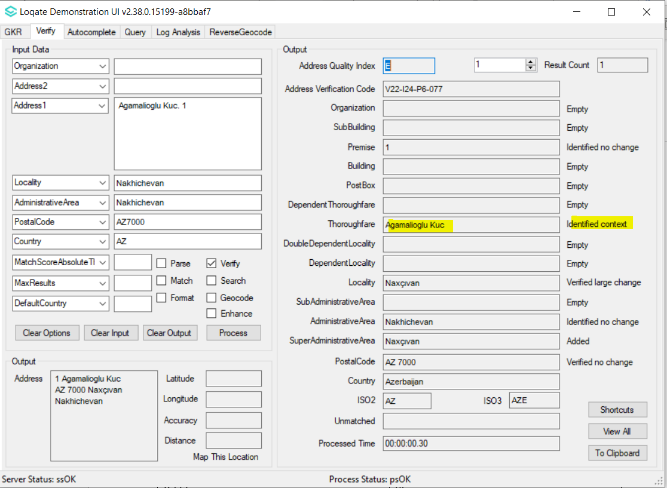 Loqate Demonstration UI v2.38.0.15199-a8bbaf7
GKR Verify Autocomplete Query Log Analysis ReverseGeocode
Input Data
Organization
Address2
Address1 Agamalioglu Kuc. 1
Locality Nakhichevan
AdministrativeArea Nakhichevan
PostalCode AZ7000
Country AZ
MatchScoreAbsoluteTl Parse Verify
MaxResults Match Search
DefaultCountry Format Geocode
Enhance
Clear Options Clear Input Clear Output Process
Output
Address 1 Agamalioglu Kuc
AZ 7000 Naxçıvan
Nakhichevan
Latitude
Longitude
Accuracy
Distance
Map This Location
Output
Address Quality Index E 1 Result Count 1
Address Verification Code V22-I24-P6-077
Organization Empty
SubBuilding Empty
Premise 1 Identified no change
Building Empty
PostBox Empty
DependentThoroughfare Empty
Thoroughfare Agamalioglu Kuc Identified context
DoubleDependentLocality Empty
DependentLocality Empty
Locality Naxçıvan Verified large change
SubAdministrativeArea Empty
AdministrativeArea Nakhichevan Identified no change
SuperAdministrativeArea Naxçıvan Added
PostalCode AZ 7000 Verified no change
Country Azerbaijan
ISO2 AZ ISO3 AZE
Unmatched
Processed Time 00:00:00.30
Shortcuts
View All
To Clipboard
Server Status: ssOK Process Status: psOK